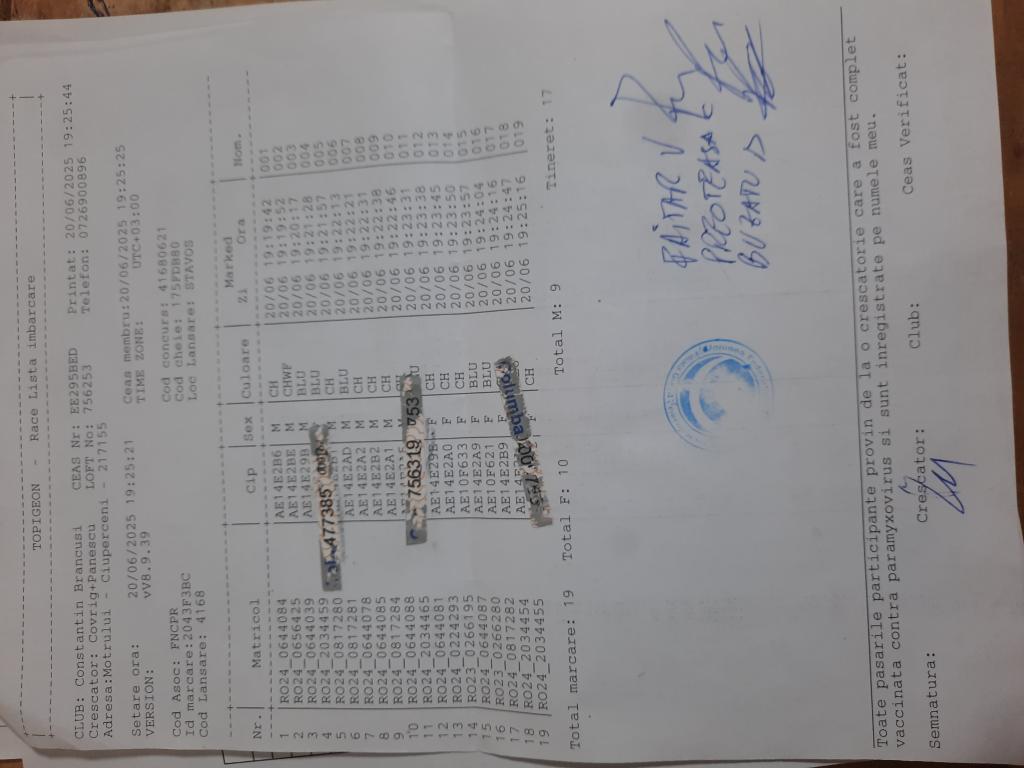 TOPIGEON - Race Lista imbarcare
CLUB: Constantin Brancusi CEAS Nr: EE295BED Printat: 20/06/2025 19:25:44
Crescator: Covrig+Panescu LOFT No: 756253 Telefon: 0726900896
Adresa:Motrului - Ciuperceni - 217155
Setare ora: 20/06/2025 19:25:21 Ceas membru:20/06/2025 19:25:25
VERSION: vV8.9.39 TIME ZONE: UTC+03:00
Cod Asoc: FNCPR Cod concurs: 41680621
Id marcare:2043F3BC Cod cheie:175FDB80
Cod Lansare: 4168 Loc Lansare: STAVOS
Marked
Nr. Matricol Cip Sex Culoare Zi Ora Nom.
1 RO24_0644084 AE14E2B6 M CH 20/06 19:19:42 001
2 RO24_0656425 AE14E2BE M CHWF 20/06 19:19:54 002
3 RO24_0644039 AE14E29B M BLU 20/06 19:20:17 003
4 RO24_2034459 M BLU 20/06 19:21:28 004
5 RO24_0817280 M CH 20/06 19:21:57 005
6 RO24_0817281 AE14E2AD M BLU 20/06 19:22:13 006
7 RO24_0644078 AE14E2A2 M CH 20/06 19:22:21 007
8 RO24_0644085 AE14E2B2 M CH 20/06 19:22:31 008
9 RO24_0817284 AE14E2A1 M CH 20/06 19:22:38 009
10 RO24_0644088 CH 20/06 19:22:46 010
11 RO24_2034465 20/06 19:23:31 011
12 RO24_0644081 F CH 20/06 19:23:38 012
13 RO24_0224293 AE14E2A0 F CH 20/06 19:23:45 013
14 RO23_0266195 AE10E633 F CH 20/06 19:23:50 014
15 RO24_0644087 AE14E2A9 F BLU 20/06 19:23:57 015
16 RO23_0266280 AE10E621 F BLU 20/06 19:24:04 016
17 RO24_0817282 AE14E2B9 F 20/06 19:24:16 017
18 RO24_2034454 20/06 19:24:47 018
19 RO24_2034455 CH 20/06 19:25:16 019
477385
756319 753
Columba
Total marcare: 19 Total F: 10 Total M: 9 Tineret: 17
PREOTEASA C
BUZATU D
Toate pasarile participante provin de la o crescatorie care a fost complet
vaccinata contra paramyxovirus si sunt inregistrate pe numele meu.
Semnatura: Crescator: Club: Ceas Verificat: